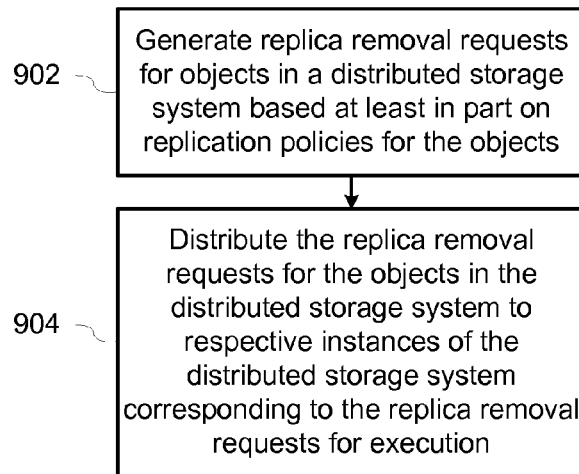 902
Generate replica removal requests
for objects in a distributed storage
system based at least in part on
replication policies for the objects
904
Distribute the replica removal
requests for the objects in the
distributed storage system to
respective instances of the
distributed storage system
corresponding to the replica removal
requests for execution